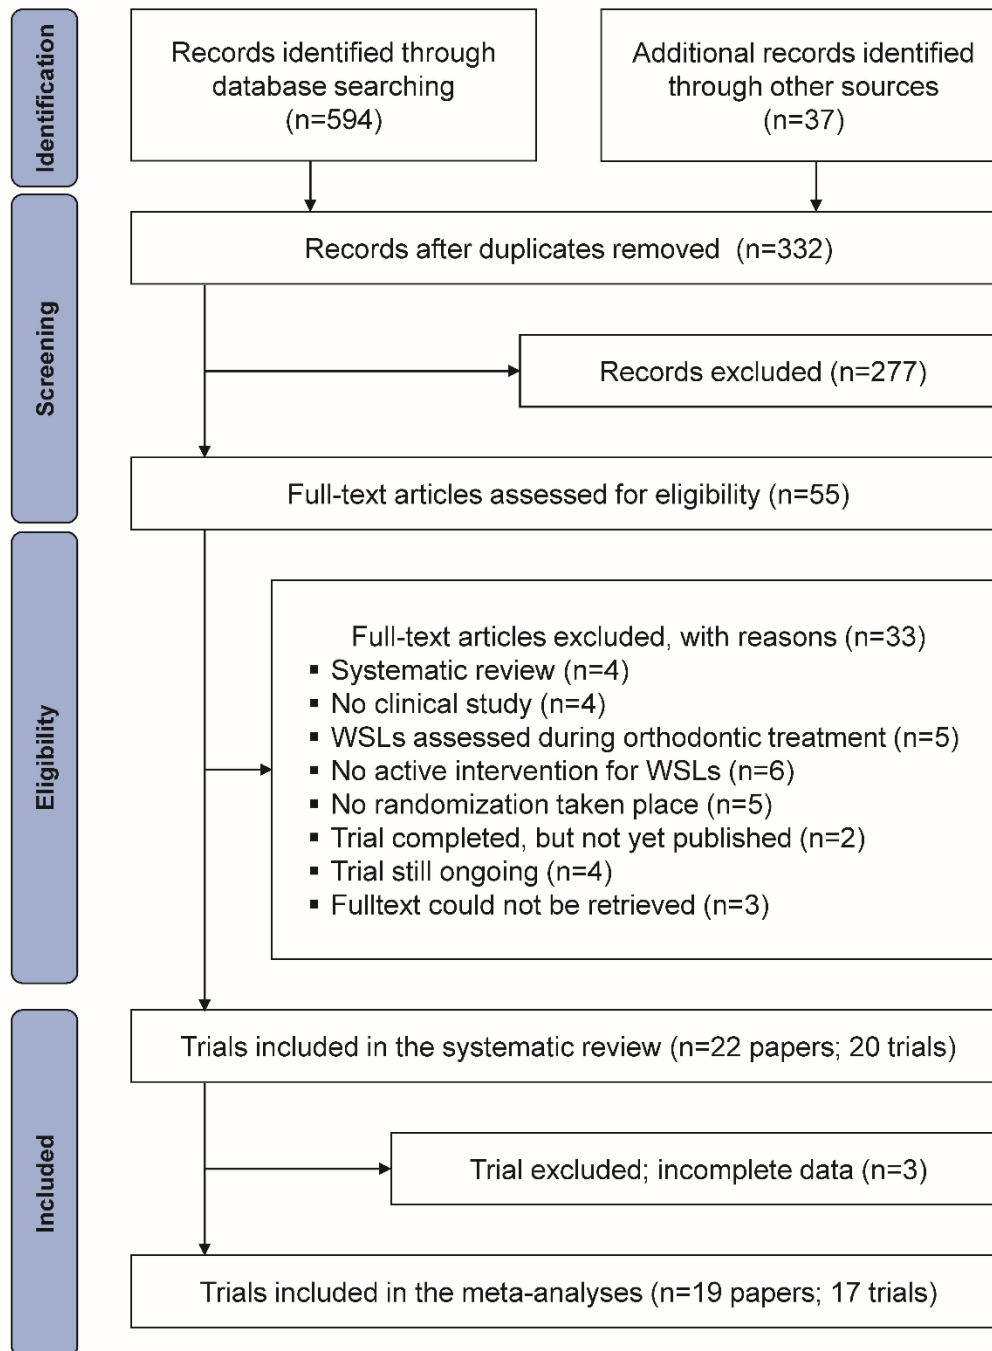 Identification
Records identified through
database searching
(n=594)
Additional records identified
through other sources
(n=37)
Screening
Records after duplicates removed (n=332)
Records excluded (n=277)
Full-text articles assessed for eligibility (n=55)
Eligibility
Full-text articles excluded, with reasons (n=33)
▪ Systematic review (n=4)
▪ No clinical study (n=4)
▪ WSLs assessed during orthodontic treatment (n=5)
▪ No active intervention for WSLs (n=6)
▪ No randomization taken place (n=5)
▪ Trial completed, but not yet published (n=2)
▪ Trial still ongoing (n=4)
▪ Fulltext could not be retrieved (n=3)
Included
Trials included in the systematic review (n=22 papers; 20 trials)
Trial excluded; incomplete data (n=3)
Trials included in the meta-analyses (n=19 papers; 17 trials)